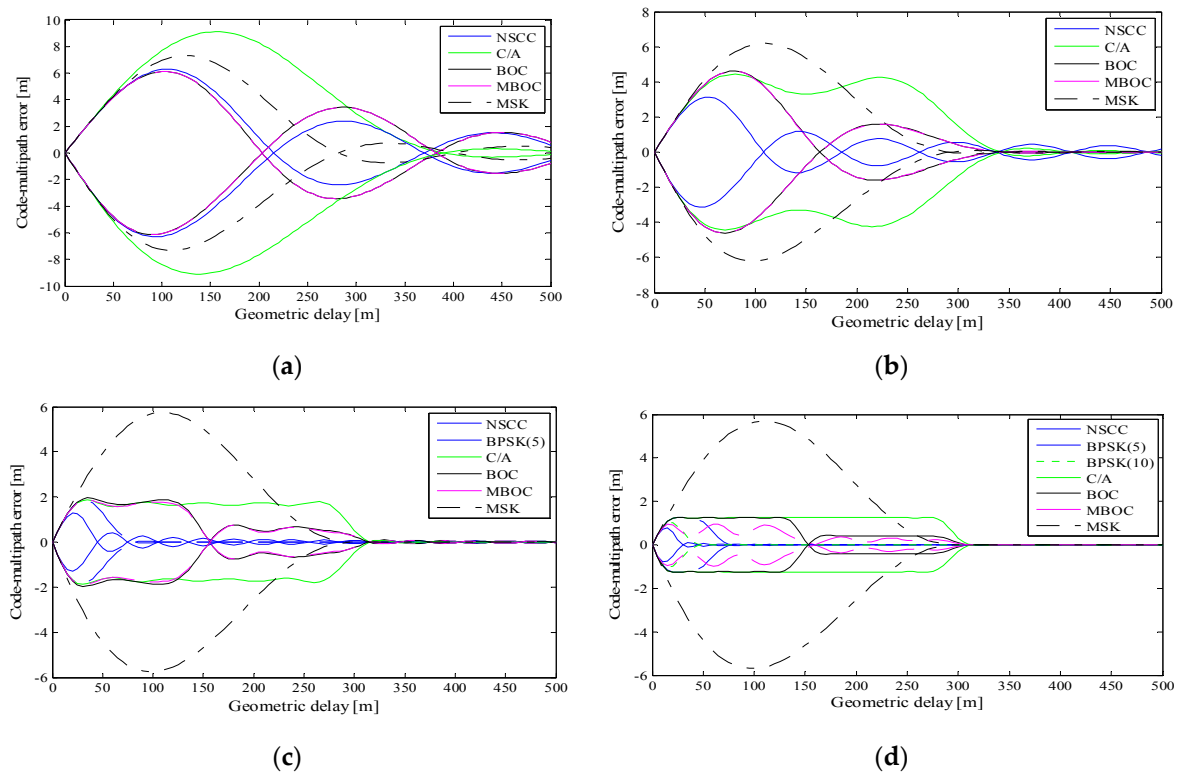 10
8
6
4
2
0
-2
-4
-6
-8
-10
Code-multipath error [m]
0 50 100 150 200 250 300 350 400 450 500
Geometric delay [m]
NSCC
C/A
BOC
MBOC
MSK
(a)
8
6
4
2
0
-2
-4
-6
-8
Code-multipath error [m]
0 50 100 150 200 250 300 350 400 450 500
Geometric delay [m]
NSCC
C/A
BOC
MBOC
MSK
(b)
6
4
2
0
-2
-4
-6
Code-multipath error [m]
0 50 100 150 200 250 300 350 400 450 500
Geometric delay [m]
NSCC
BPSK(5)
C/A
BOC
MBOC
MSK
(c)
6
4
2
0
-2
-4
-6
Code-multipath error [m]
0 50 100 150 200 250 300 350 400 450 500
Geometric delay [m]
NSCC
BPSK(5)
BPSK(10)
C/A
BOC
MBOC
MSK
(d)